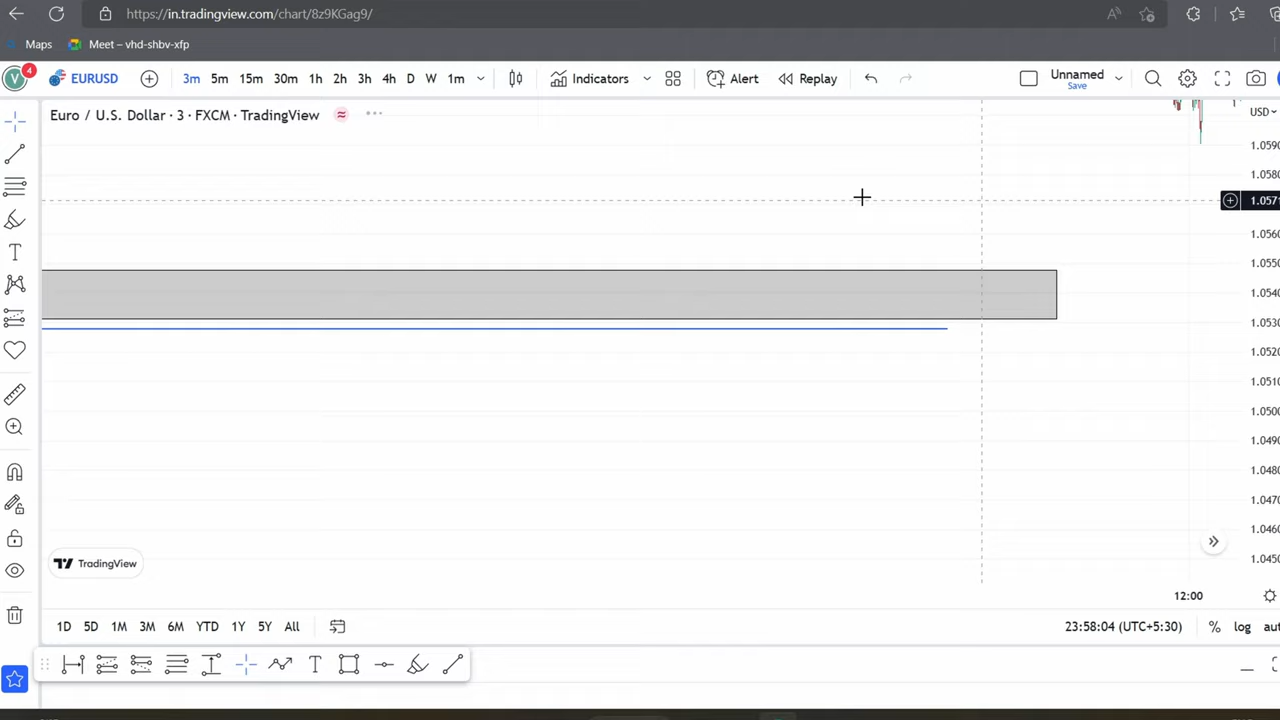 https://in.tradingview.com/chart/8z9KGag9/
Maps Meet – vhd-shbv-xfp
V 4 EURUSD 3m 5m 15m 30m 1h 2h 3h 4h D W 1m Indicators Alert Replay Unnamed
Save
Euro / U.S. Dollar · 3 · FXCM · TradingView
USD
1.0590
1.0580
1.0571
1.0560
1.0550
1.0540
1.0530
1.0520
1.0510
1.0500
1.0490
1.0480
1.0470
1.0460
1.0450
TradingView
12:00
1D 5D 1M 3M 6M YTD 1Y 5Y All 23:58:04 (UTC+5:30) % log